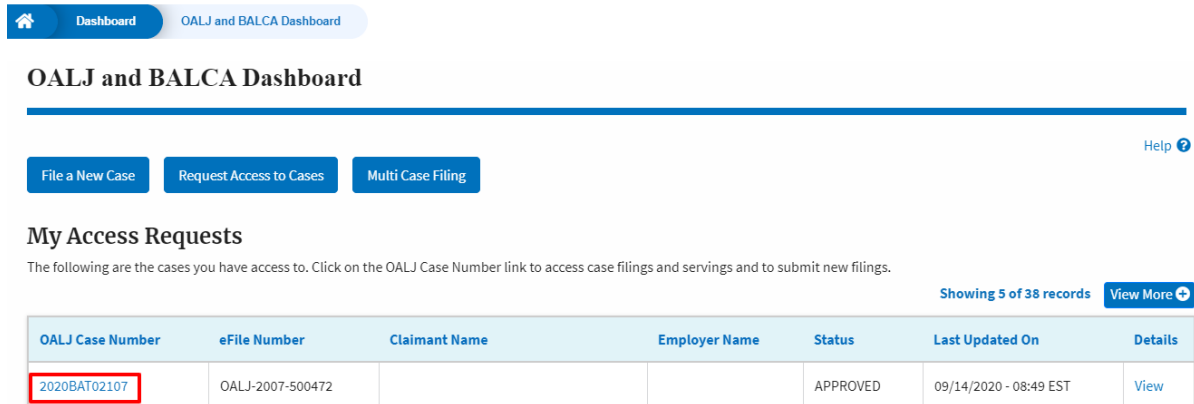 Dashboard OALJ and BALCA Dashboard
OALJ and BALCA Dashboard
Help
File a New Case Request Access to Cases Multi Case Filing
My Access Requests
The following are the cases you have access to. Click on the OALJ Case Number link to access case filings and servings and to submit new filings.
Showing 5 of 38 records View More
OALJ Case Number eFile Number Claimant Name Employer Name Status Last Updated On Details
2020BAT02107 OALJ-2007-500472 APPROVED 09/14/2020 - 08:49 EST View